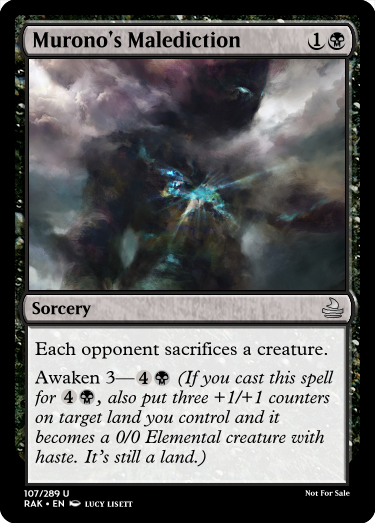 Murono's Malediction 1
Sorcery
Each opponent sacrifices a creature.
Awaken 3—4 (If you cast this spell
for 4, also put three +1/+1 counters
on target land you control and it
becomes a 0/0 Elemental creature with
haste. It's still a land.)
107/289 U
Not For Sale
RAK • EN LUCY LISETT